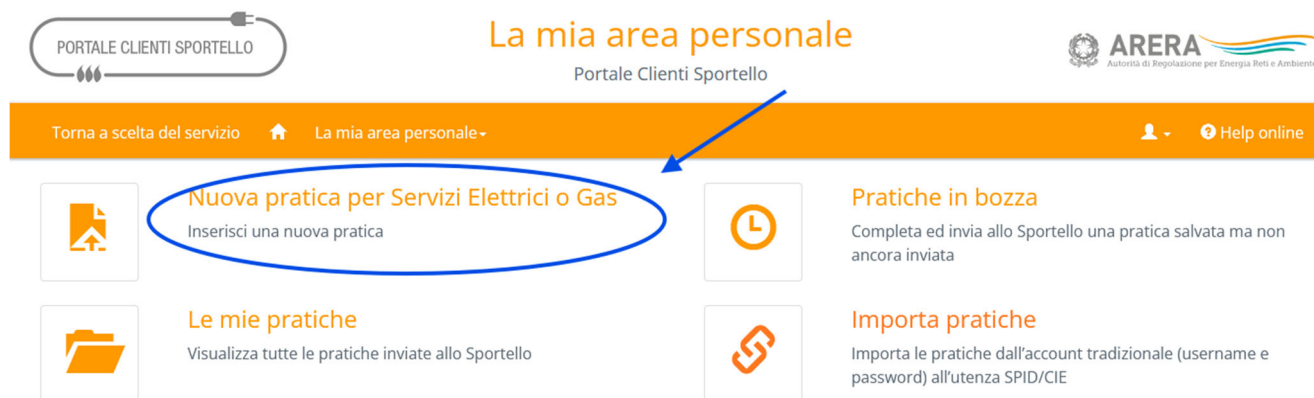 PORTALE CLIENTI SPORTELLO
La mia area personale
Portale Clienti Sportello
ARERA
Autorità di Regolazione per Energia Reti e Ambiente
Torna a scelta del servizio
La mia area personale
Help online
Nuova pratica per Servizi Elettrici o Gas
Inserisci una nuova pratica
Pratiche in bozza
Completa ed invia allo Sportello una pratica salvata ma non
ancora inviata
Le mie pratiche
Visualizza tutte le pratiche inviate allo Sportello
Importa pratiche
Importa le pratiche dall'account tradizionale (username e
password) all'utenza SPID/CIE